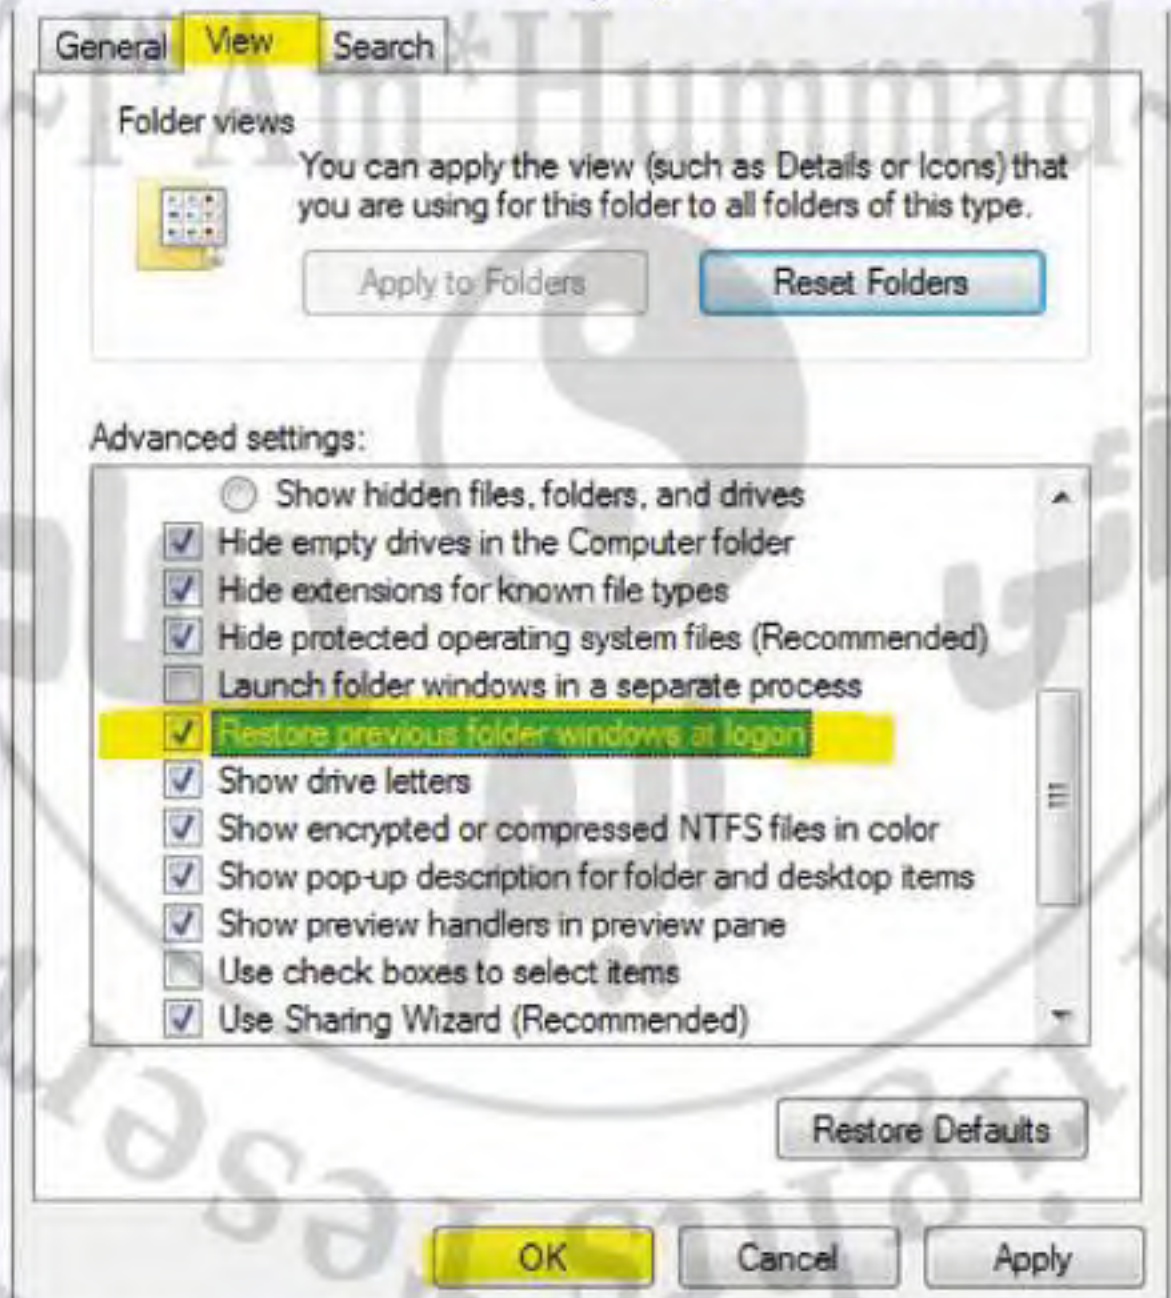 General View Search
Folder views
You can apply the view (such as Details or Icons) that
you are using for this folder to all folders of this type.
Apply to Folders Reset Folders
Advanced settings:
Show hidden files, folders, and drives
Hide empty drives in the Computer folder
Hide extensions for known file types
Hide protected operating system files (Recommended)
Launch folder windows in a separate process
Restore previous folder windows at logon
Show drive letters
Show encrypted or compressed NTFS files in color
Show pop-up description for folder and desktop items
Show preview handlers in preview pane
Use check boxes to select items
Use Sharing Wizard (Recommended)
Restore Defaults
OK Cancel Apply